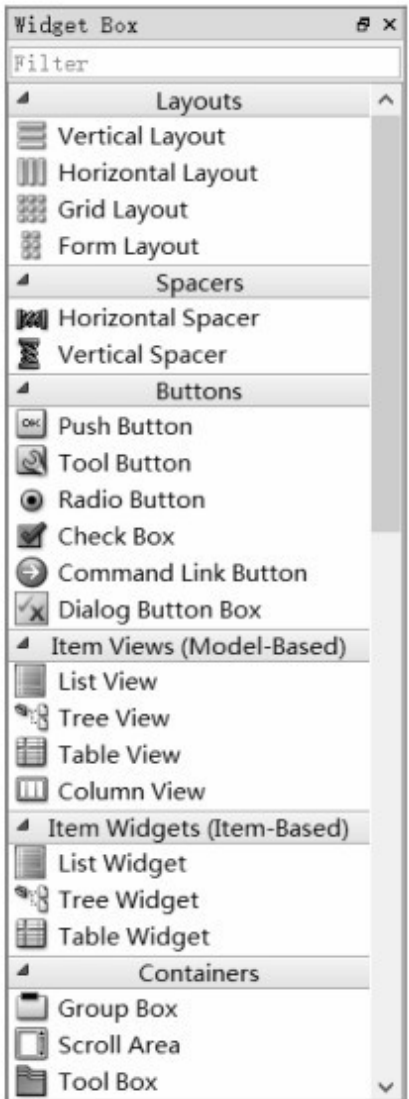 Widget Box
Filter
Layouts
Vertical Layout
Horizontal Layout
Grid Layout
Form Layout
Spacers
Horizontal Spacer
Vertical Spacer
Buttons
OK Push Button
Tool Button
Radio Button
Check Box
Command Link Button
Dialog Button Box
Item Views (Model-Based)
List View
Tree View
Table View
Column View
Item Widgets (Item-Based)
List Widget
Tree Widget
Table Widget
Containers
Group Box
Scroll Area
Tool Box